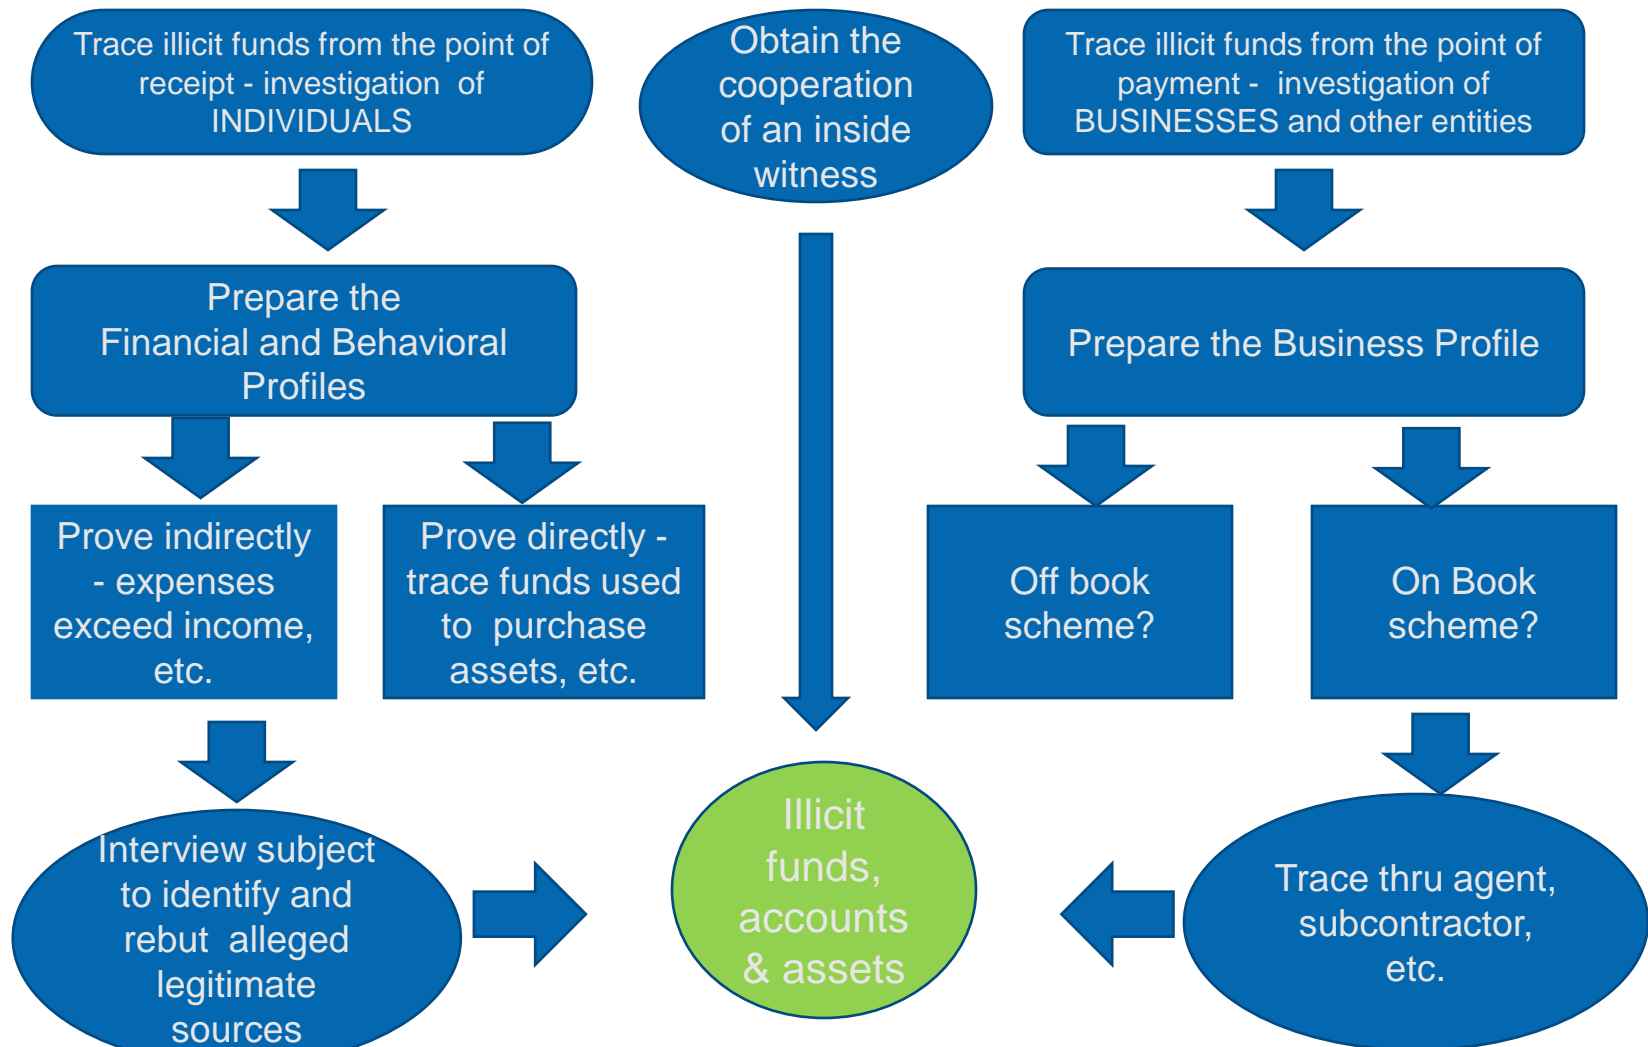 Trace illicit funds from the point of
receipt - investigation of
INDIVIDUALS
Obtain the
cooperation
of an inside
witness
Trace illicit funds from the point of
payment - investigation of
BUSINESSES and other entities
Prepare the
Financial and Behavioral
Profiles
Prepare the Business Profile
Prove indirectly
- expenses
exceed income,
etc.
Prove directly -
trace funds used
to purchase
assets, etc.
Off book
scheme?
On Book
scheme?
Interview subject
to identify and
rebut alleged
legitimate
sources
Illicit
funds,
accounts
& assets
Trace thru agent,
subcontractor,
etc.